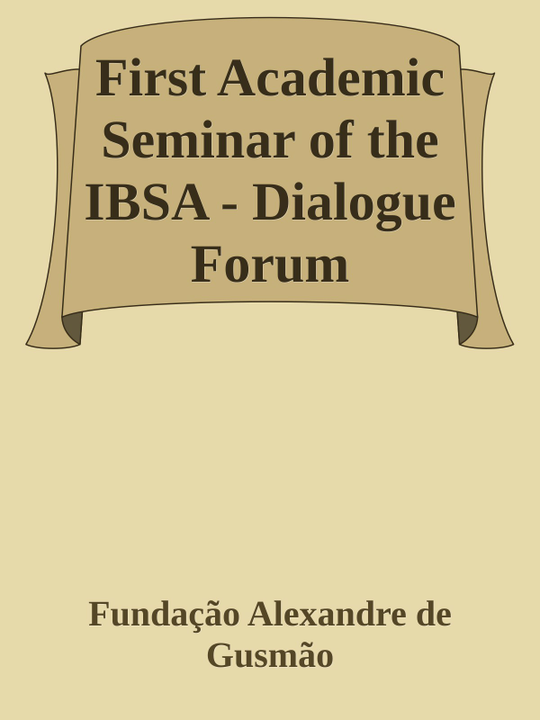 First Academic
Seminar of the
IBSA - Dialogue
Forum
Fundação Alexandre de
Gusmão